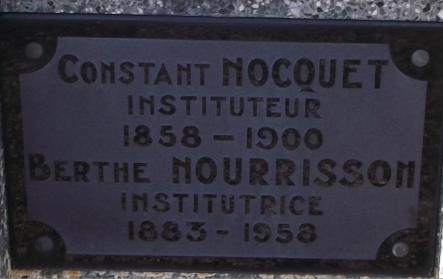 CONSTANT NOCQUET
INSTITUTEUR
1858 - 1900
BERTHE NOURRISSON
INSTITUTRICE
1883 - 1958